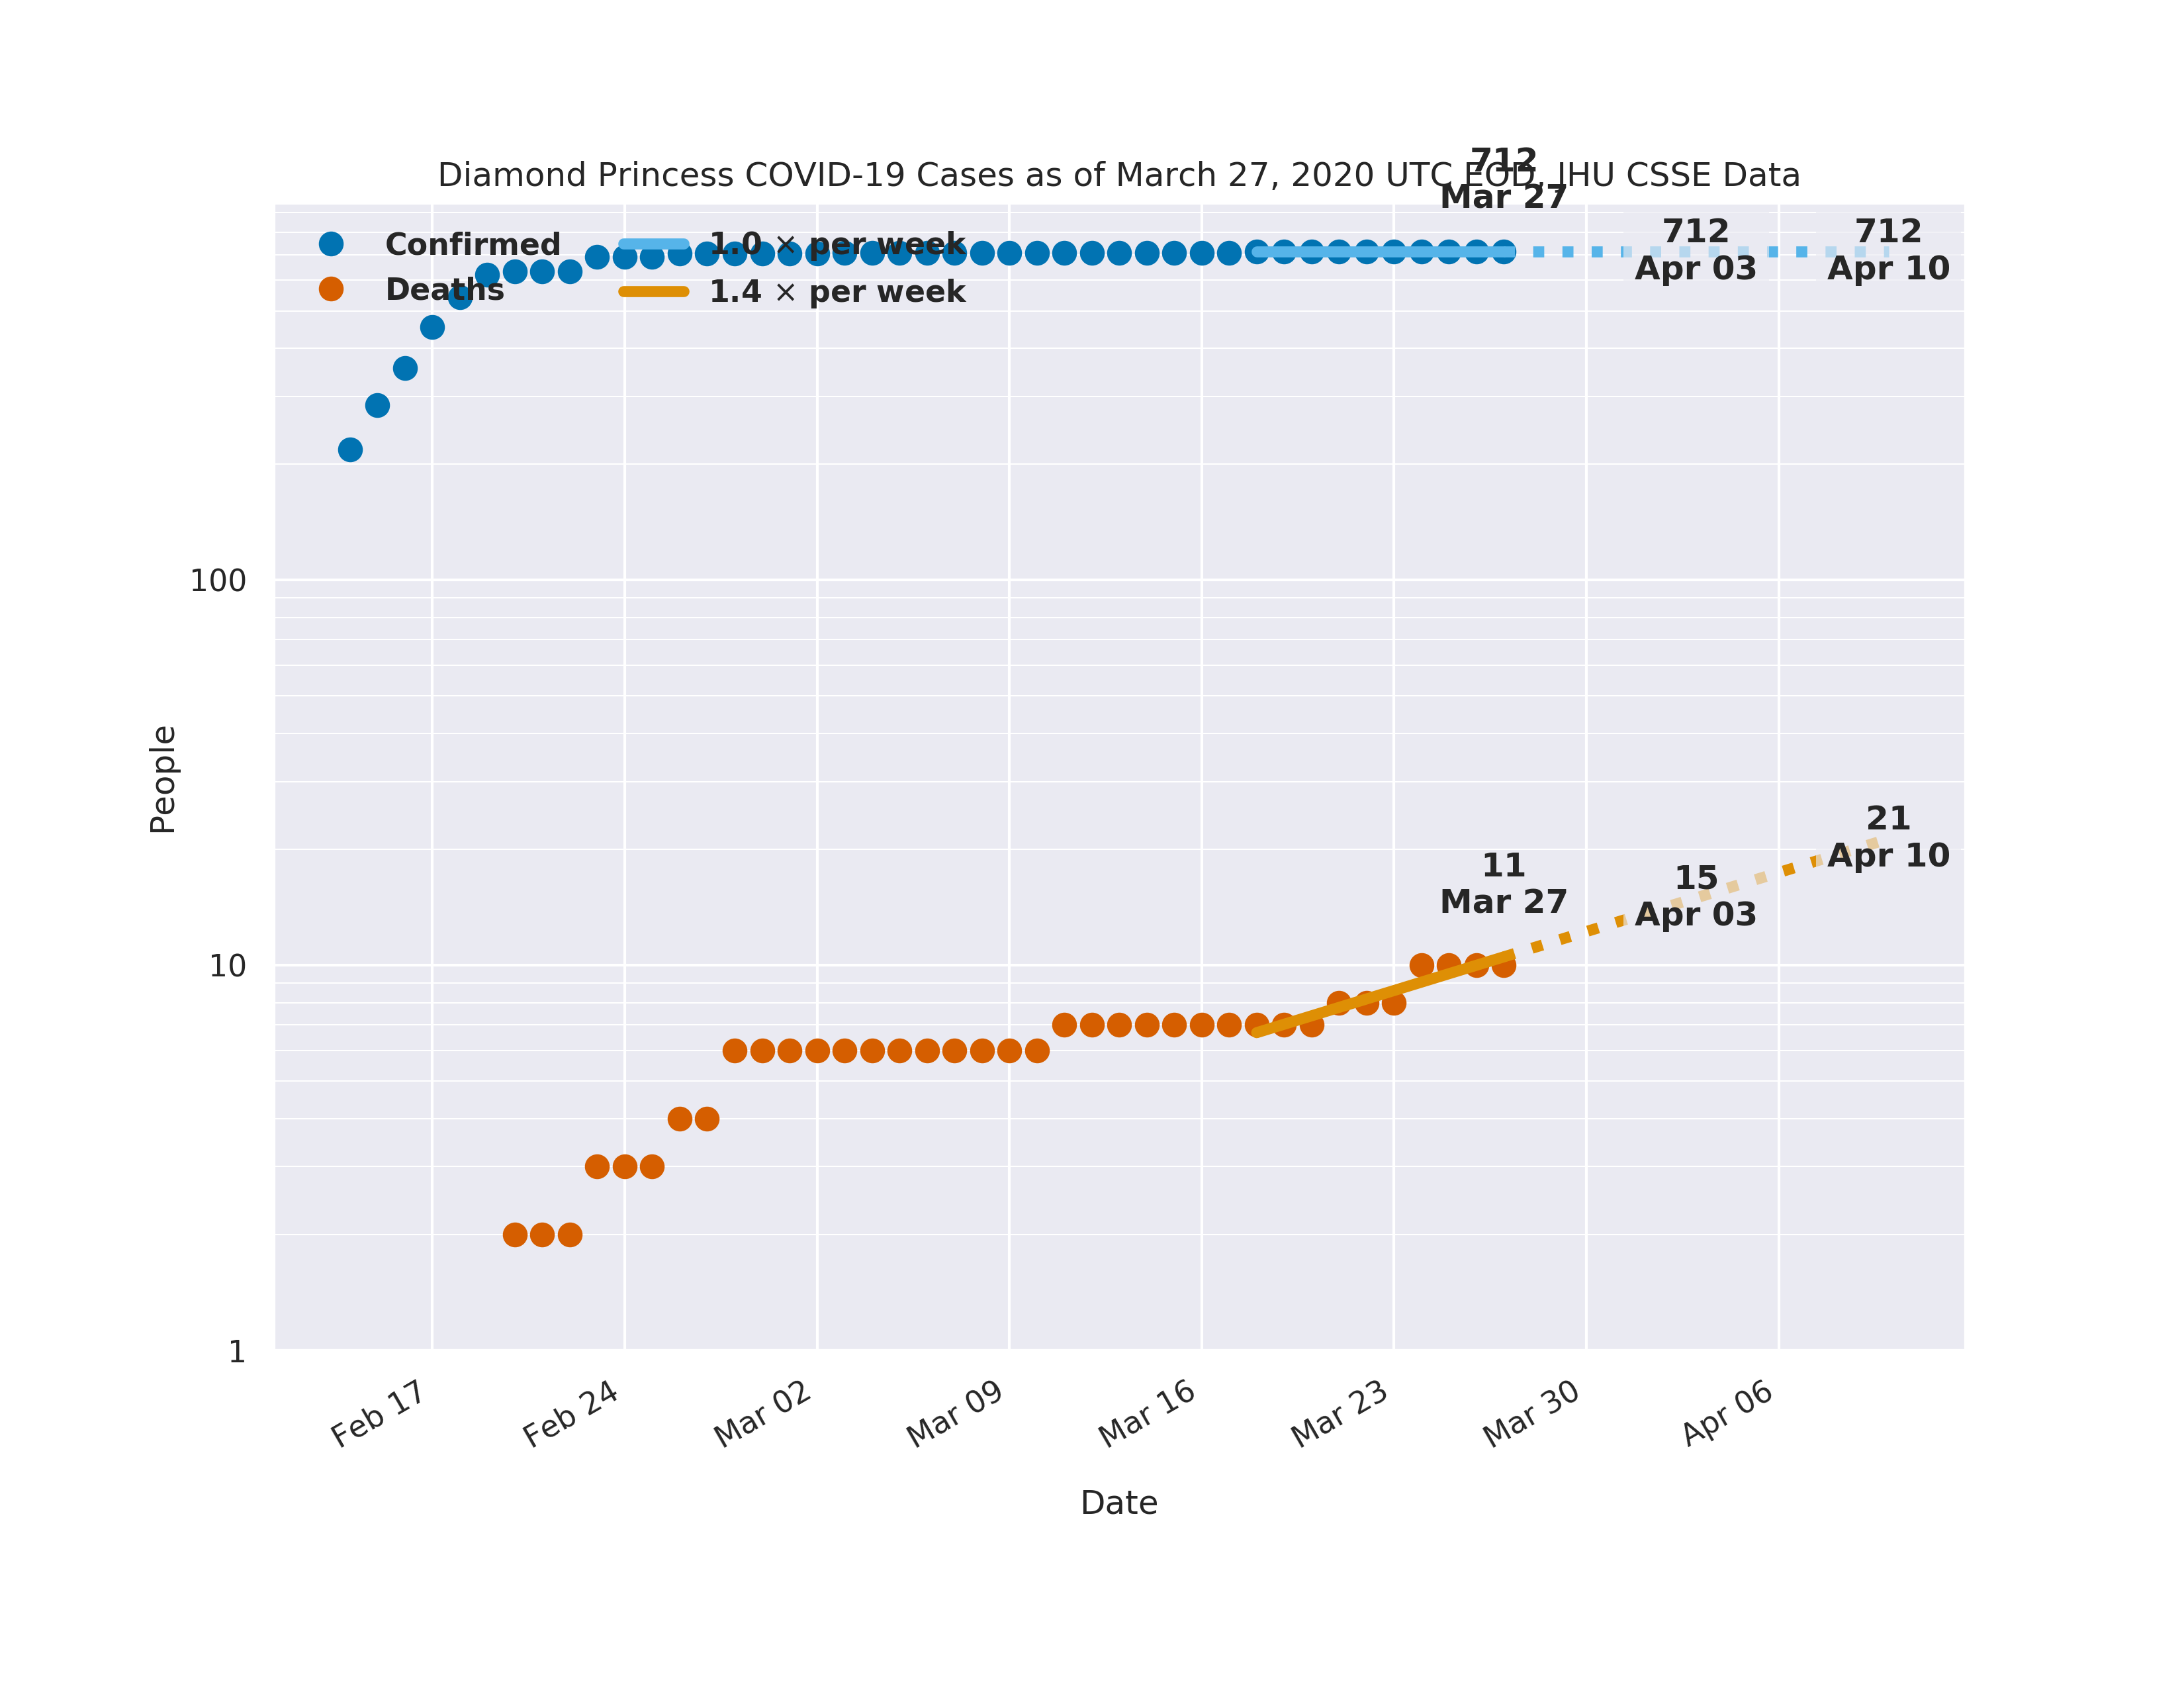 Diamond Princess COVID-19 Cases as of March 27, 2020 UTC EOD, JHU CSSE Data
712
Mar 27
712
Apr 03
712
Apr 10
Confirmed
Deaths
1.0 × per week
1.4 × per week
100
10
1
People
21
Apr 10
11
Mar 27
15
Apr 03
Feb 17
Feb 24
Mar 02
Mar 09
Mar 16
Mar 23
Mar 30
Apr 06
Date